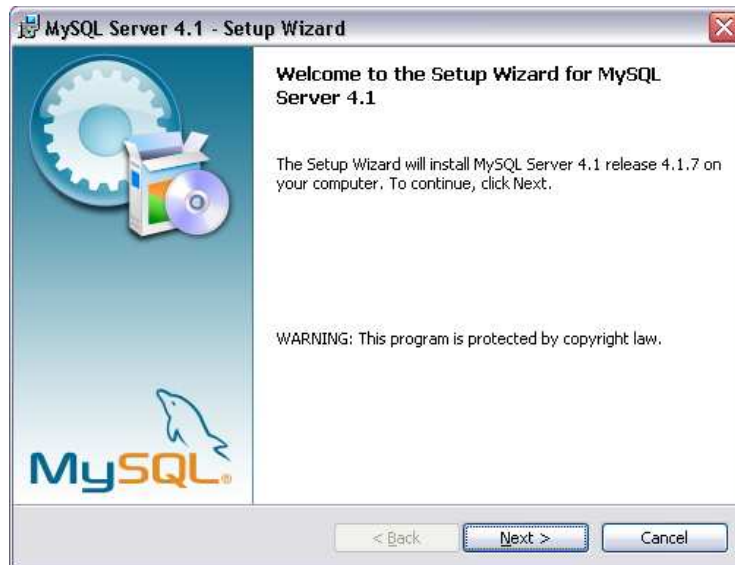 MySQL Server 4.1 - Setup Wizard
Welcome to the Setup Wizard for MySQL
Server 4.1
The Setup Wizard will install MySQL Server 4.1 release 4.1.7 on
your computer. To continue, click Next.
WARNING: This program is protected by copyright law.
MySQL®
< Back Next > Cancel